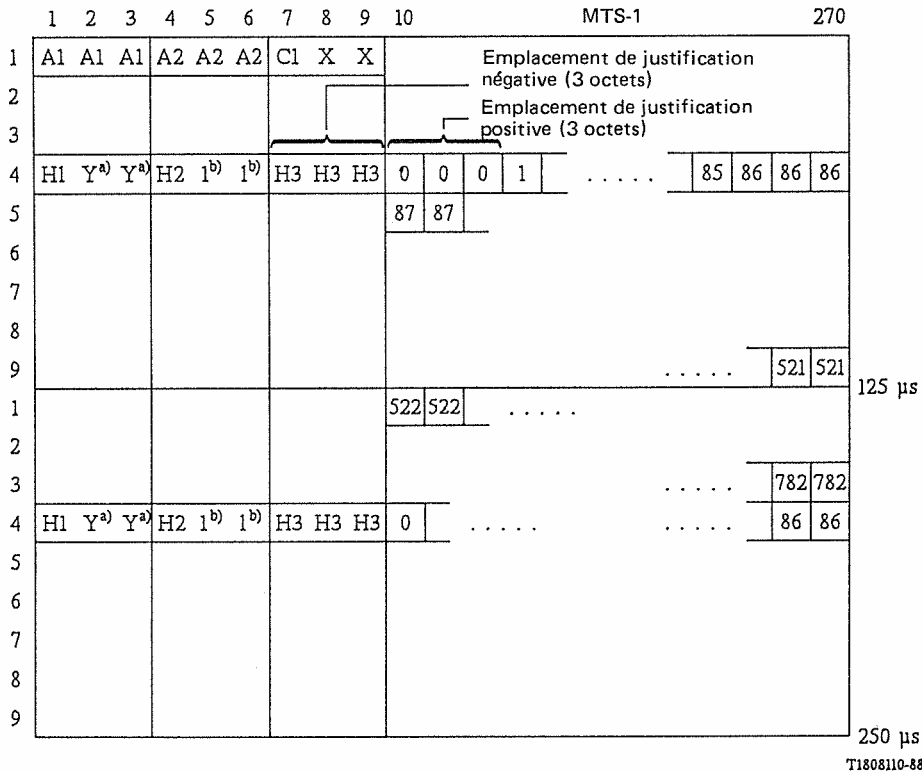 1 2 3 4 5 6 7 8 9 10 MTS-1 270
1 A1 A1 A1 A2 A2 A2 C1 X X Emplacement de justification
négative (3 octets)
2
Emplacement de justification
3 positive (3 octets)
4 H1 Yᵃ⁾ Yᵃ⁾ H2 1ᵇ⁾ 1ᵇ⁾ H3 H3 H3 0 0 0 1 ..... 85 86 86 86
5 87 87
6
7
8
9 ..... 521 521
125 µs
1 522 522 .....
2
3 ..... 782 782
4 H1 Yᵃ⁾ Yᵃ⁾ H2 1ᵇ⁾ 1ᵇ⁾ H3 H3 H3 0 ..... ..... 86 86
5
6
7
8
9
250 µs
T1808110-88